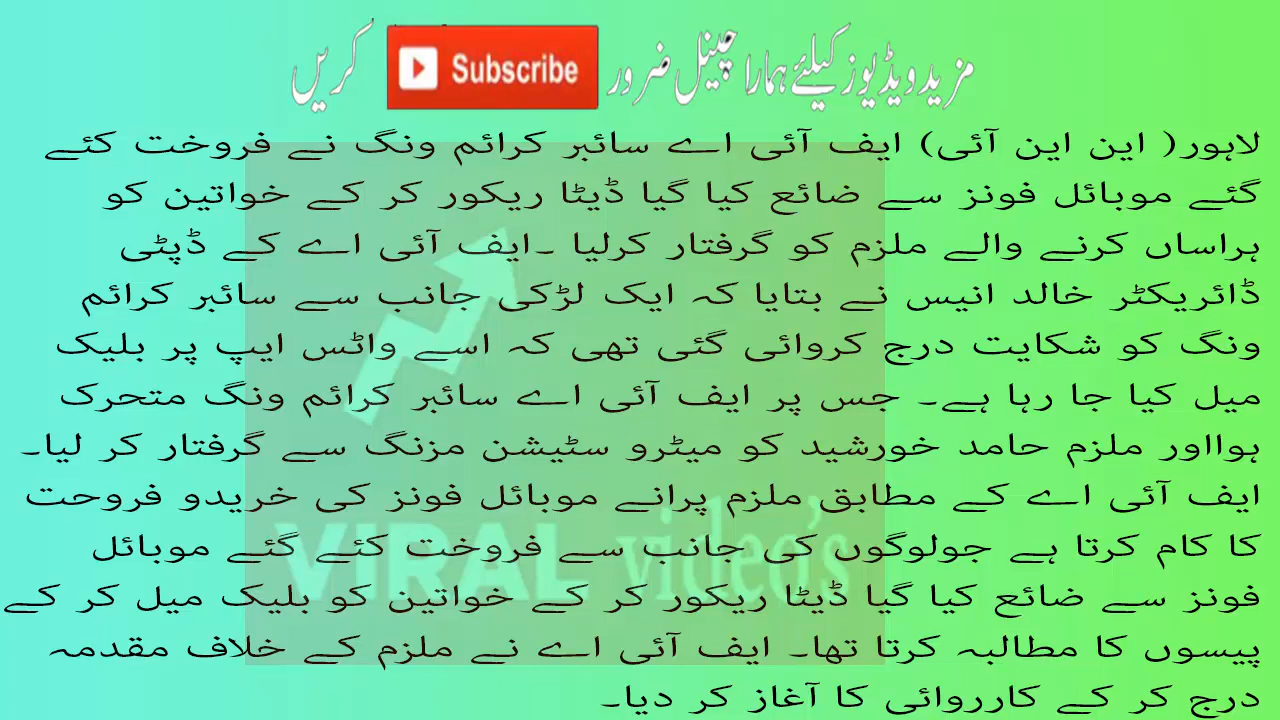 مزید ویڈیوز کیلئے ہمارا چینل ضرور Subscribe کریں
لاہور( این این آئی) ایف آئی اے سائبر کرائم ونگ نے فروخت کئے
گئے موبائل فونز سے ضائع کیا گیا ڈیٹا ریکور کر کے خواتین کو
ہراساں کرنے والے ملزم کو گرفتار کرلیا ۔ایف آئی اے کے ڈپٹی
ڈائریکٹر خالد انیس نے بتایا کہ ایک لڑکی جانب سے سائبر کرائم
ونگ کو شکایت درج کروائی گئی تھی کہ اسے واٹس ایپ پر بلیک
میل کیا جا رہا ہے۔ جس پر ایف آئی اے سائبر کرائم ونگ متحرک
ہوااور ملزم حامد خورشید کو میٹرو سٹیشن مزنگ سے گرفتار کر لیا۔
ایف آئی اے کے مطابق ملزم پرانے موبائل فونز کی خریدو فروحت
کا کام کرتا ہے جولوگوں کی جانب سے فروخت کئے گئے موبائل
فونز سے ضائع کیا گیا ڈیٹا ریکور کر کے خواتین کو بلیک میل کر کے
پیسوں کا مطالبہ کرتا تھا۔ ایف آئی اے نے ملزم کے خلاف مقدمہ
درج کر کے کارروائی کا آغاز کر دیا۔
VIRAL video's